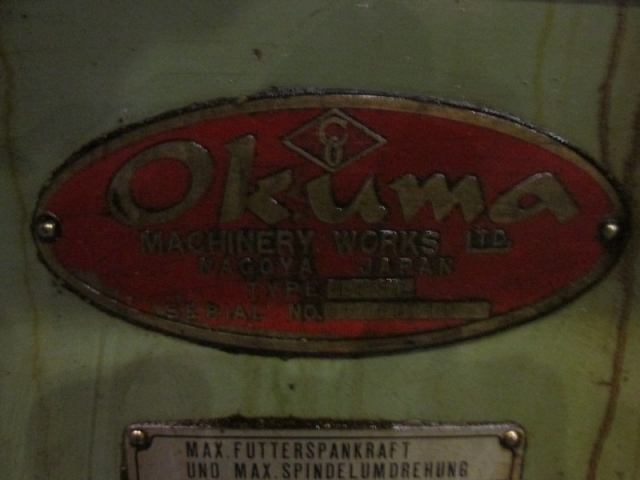 Okuma
MACHINERY WORKS LTD.
NAGOYA JAPAN
TYPE
SERIAL NO.
MAX. FUTTERSPANKRAFT
UND MAX. SPINDELUMDREHUNG